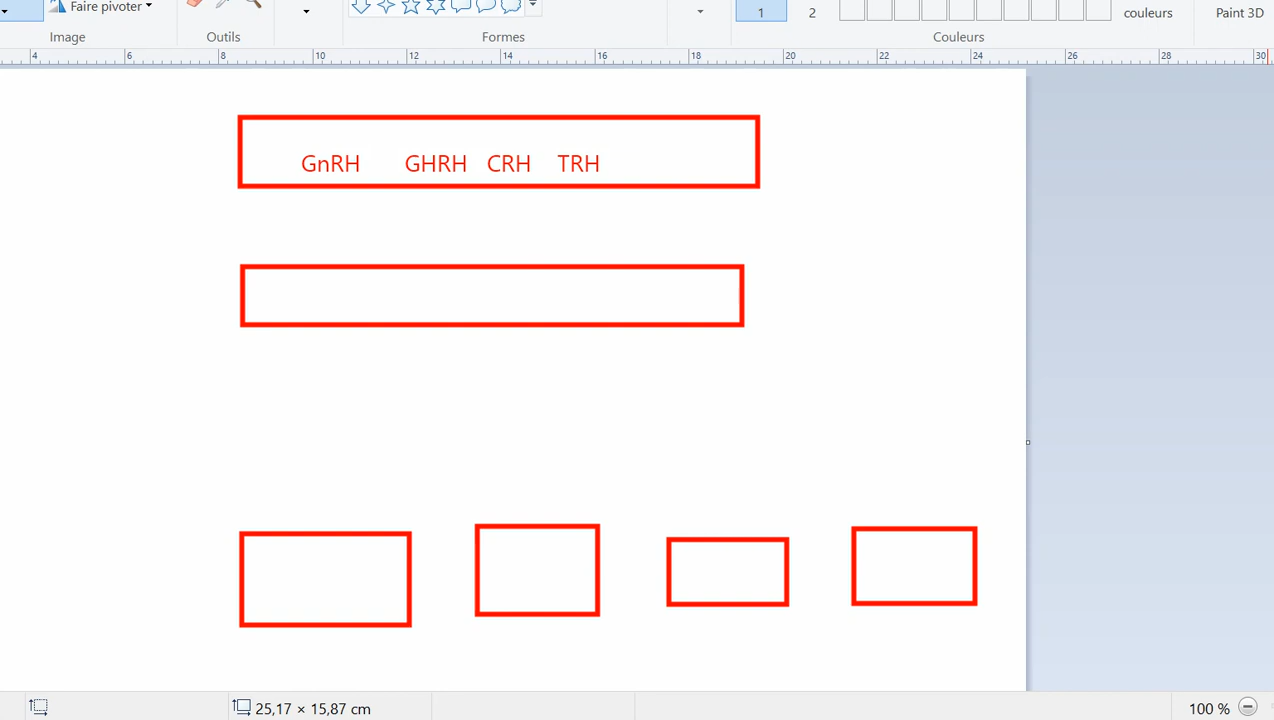 Faire pivoter
1 2 couleurs Paint 3D
Image Outils Formes Couleurs
4 6 8 10 12 14 16 18 20 22 24 26 28 30
GnRH GHRH CRH TRH
25,17 × 15,87 cm 100 %